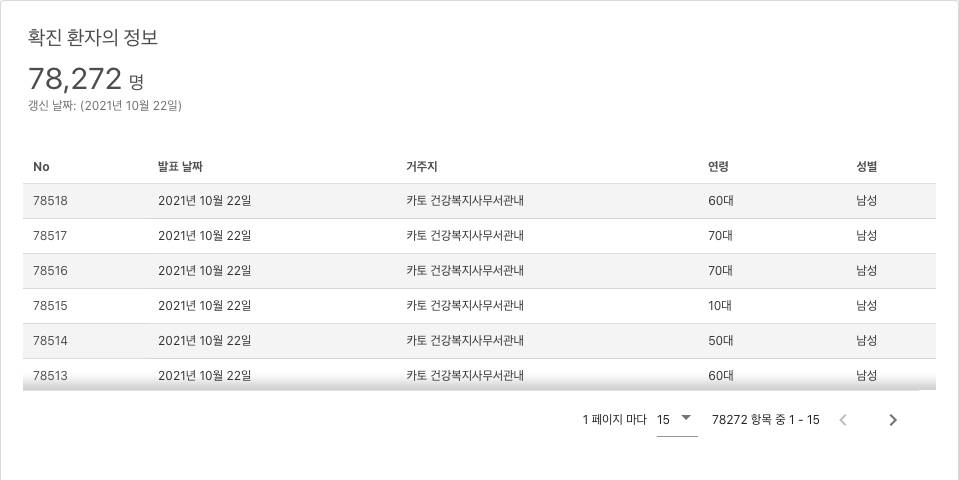 확진 환자의 정보
78,272 명
갱신 날짜: (2021년 10월 22일)
No 발표 날짜 거주지 연령 성별
78518 2021년 10월 22일 카토 건강복지사무서관내 60대 남성
78517 2021년 10월 22일 카토 건강복지사무서관내 70대 남성
78516 2021년 10월 22일 카토 건강복지사무서관내 70대 남성
78515 2021년 10월 22일 카토 건강복지사무서관내 10대 남성
78514 2021년 10월 22일 카토 건강복지사무서관내 50대 남성
78513 2021년 10월 22일 카토 건강복지사무서관내 60대 남성
1 페이지 마다 15 78272 항목 중 1 - 15